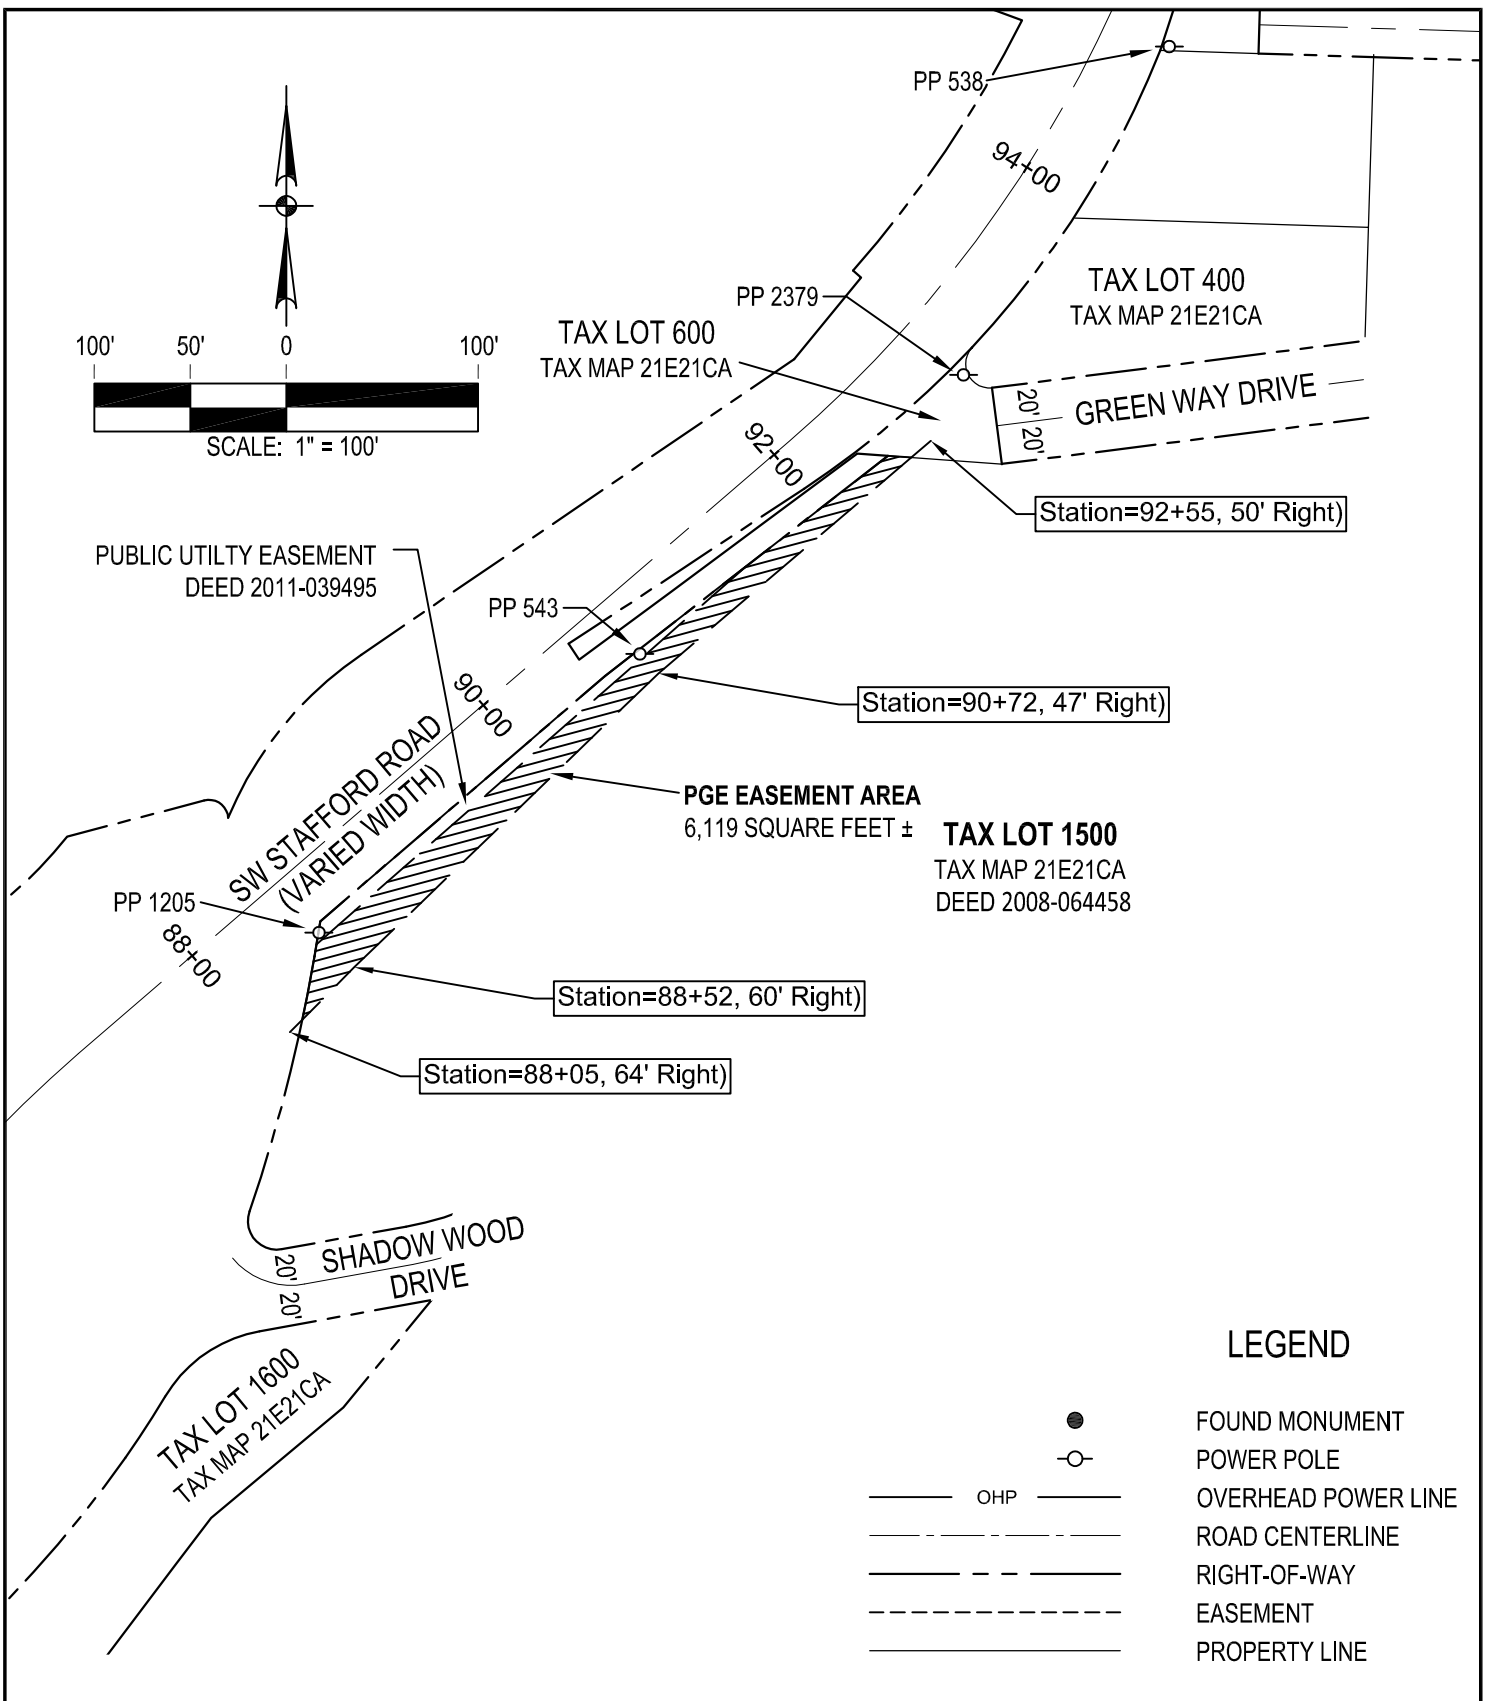 PP 538
94+00
TAX LOT 400
TAX MAP 21E21CA
PP 2379
TAX LOT 600
TAX MAP 21E21CA
100' 50' 0 100'
SCALE: 1" = 100'
20'
20'
GREEN WAY DRIVE
92+00
Station=92+55, 50' Right)
PUBLIC UTILTY EASEMENT
DEED 2011-039495
PP 543
90+00
Station=90+72, 47' Right)
SW STAFFORD ROAD
(VARIED WIDTH)
PGE EASEMENT AREA
6,119 SQUARE FEET ±
TAX LOT 1500
TAX MAP 21E21CA
DEED 2008-064458
PP 1205
88+00
Station=88+52, 60' Right)
Station=88+05, 64' Right)
SHADOW WOOD
DRIVE
20'
20'
TAX LOT 1600
TAX MAP 21E21CA
LEGEND
FOUND MONUMENT
POWER POLE
OHP OVERHEAD POWER LINE
ROAD CENTERLINE
RIGHT-OF-WAY
EASEMENT
PROPERTY LINE